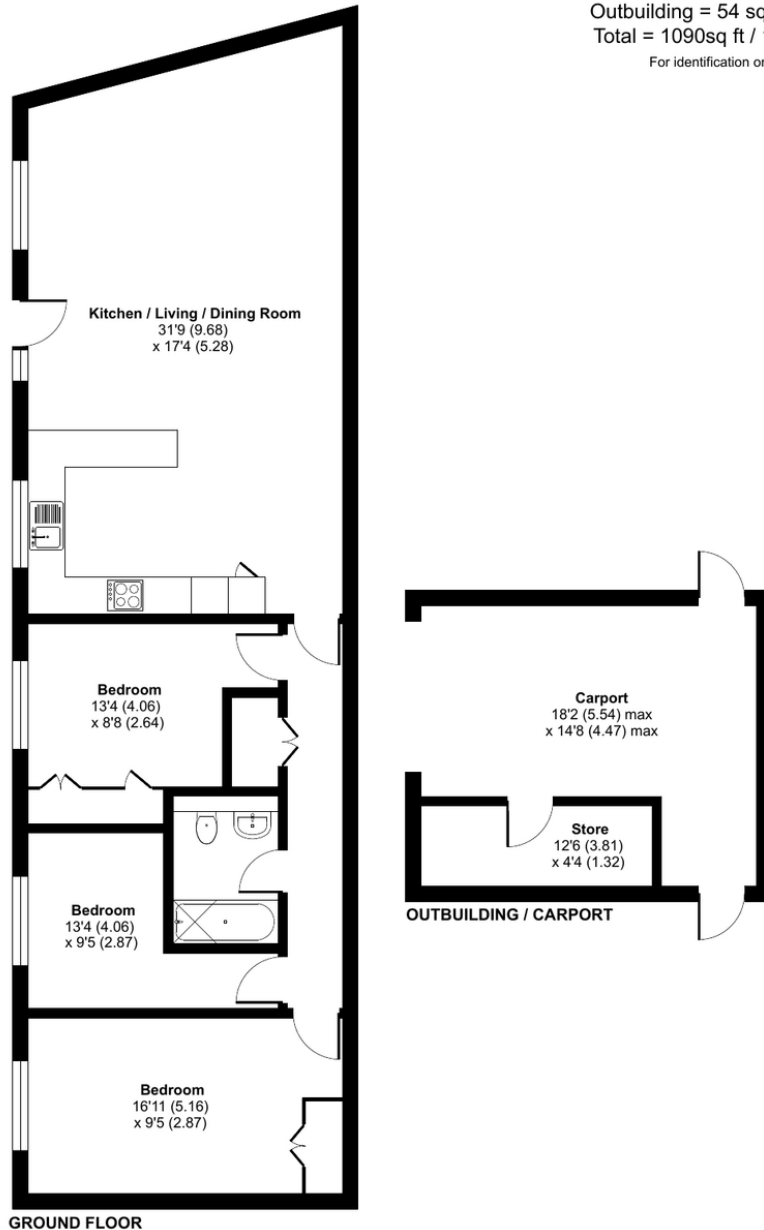 Outbuilding = 54 sq
Total = 1090sq ft /
For identification
Kitchen / Living / Dining Room
31'9 (9.68)
x 17'4 (5.28)
Bedroom
13'4 (4.06)
x 8'8 (2.64)
Bedroom
13'4 (4.06)
x 9'5 (2.87)
Bedroom
16'11 (5.16)
x 9'5 (2.87)
GROUND FLOOR
Carport
18'2 (5.54) max
x 14'8 (4.47) max
Store
12'6 (3.81)
x 4'4 (1.32)
OUTBUILDING / CARPORT